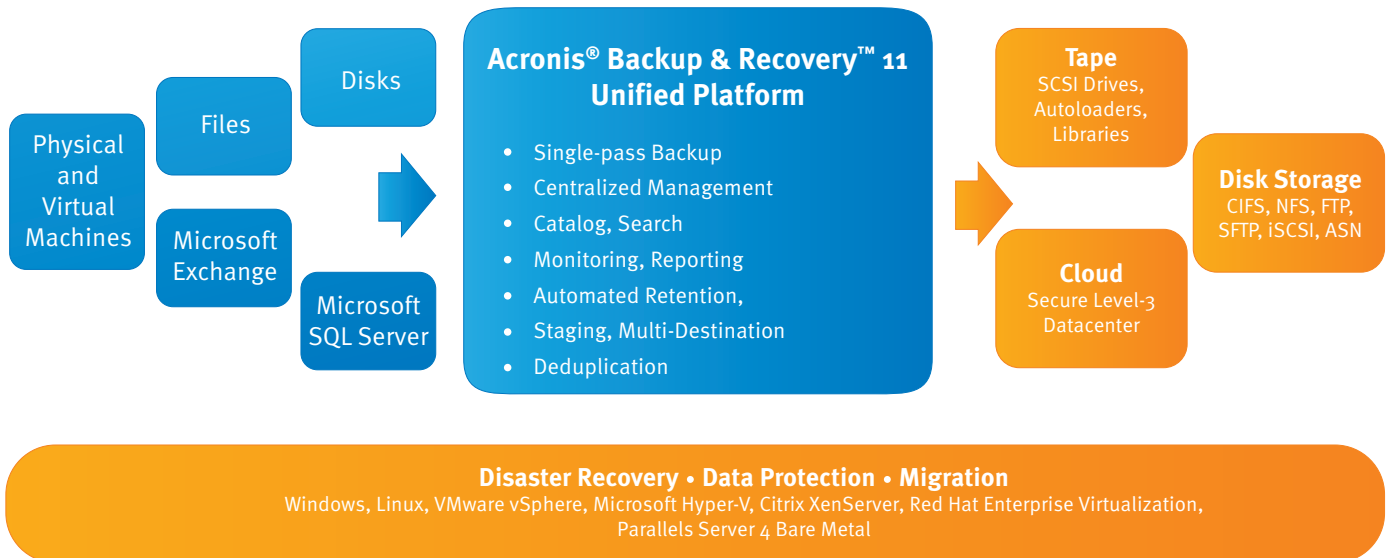 Physical
and
Virtual
Machines
Files
Microsoft
Exchange
Disks
Microsoft
SQL Server
Acronis® Backup & Recovery™ 11
Unified Platform
• Single-pass Backup
• Centralized Management
• Catalog, Search
• Monitoring, Reporting
• Automated Retention,
• Staging, Multi-Destination
• Deduplication
Tape
SCSI Drives,
Autoloaders,
Libraries
Cloud
Secure Level-3
Datacenter
Disk Storage
CIFS, NFS, FTP,
SFTP, iSCSI, ASN
Disaster Recovery • Data Protection • Migration
Windows, Linux, VMware vSphere, Microsoft Hyper-V, Citrix XenServer, Red Hat Enterprise Virtualization,
Parallels Server 4 Bare Metal